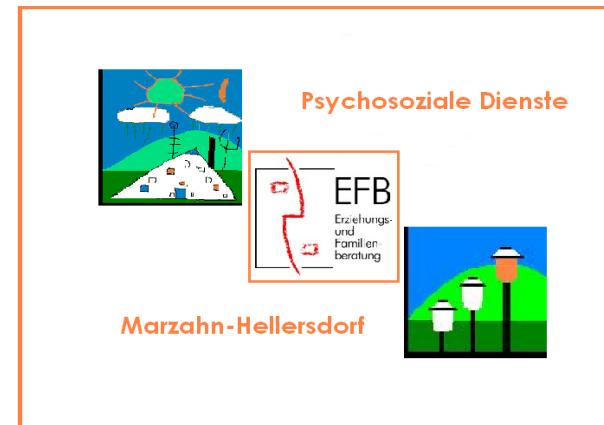 Psychosoziale Dienste
EFB
Erziehungs-
und
Familien-
beratung
Marzahn-Hellersdorf